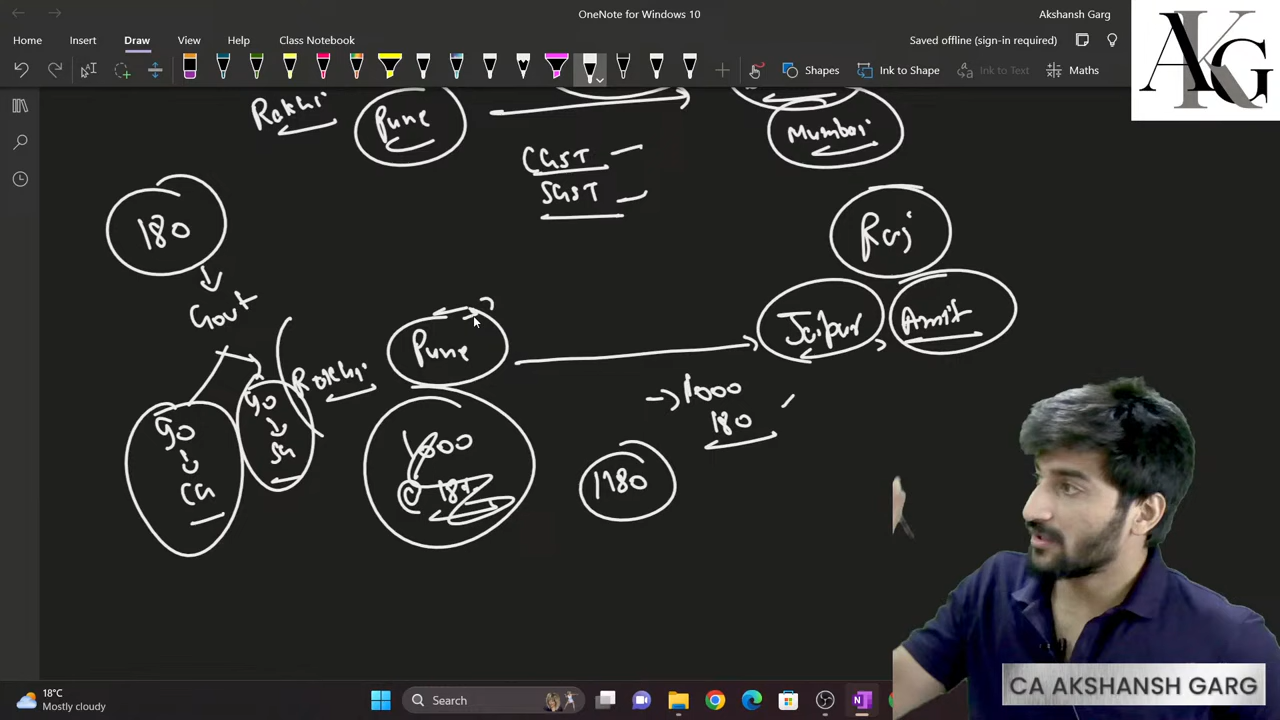 OneNote for Windows 10
Akshansh Garg
Home Insert Draw View Help Class Notebook
Saved offline (sign-in required)
Shapes Ink to Shape Ink to Text Maths
AKG
Rakhi Pune Mumbai
CGST
SGST
180
Govt
Raj
Pune Jaipur Amit
Rakhi
90 90
CG SG
1000
180
1000
@ 18%
1180
CA AKSHANSH GARG
18°C
Mostly cloudy
Search